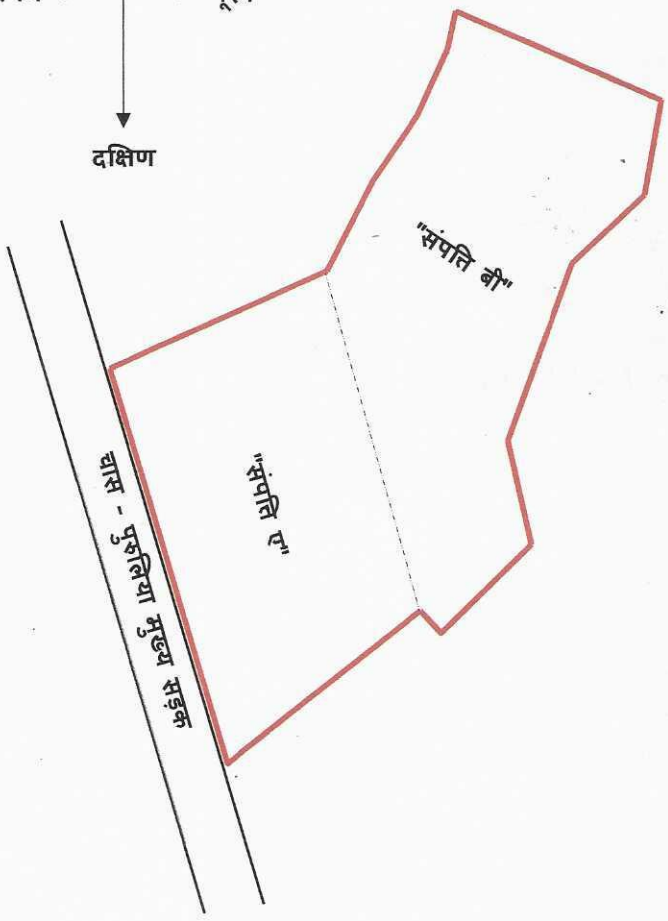 दक्षिण
"संपति बी"
"संपति ए"
चास - पुरुलिया मुख्य सड़क